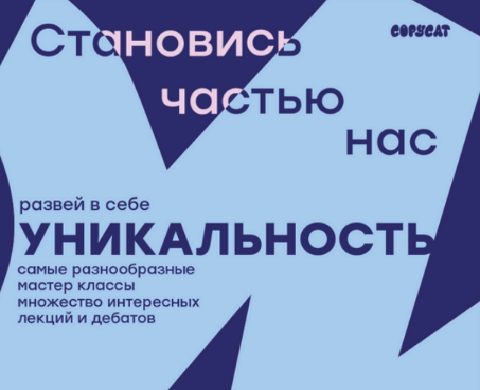 Становись
COPYCAT
частью
нас
развей в себе
УНИКАЛЬНОСТЬ
самые разнообразные
мастер классы
множество интересных
лекций и дебатов